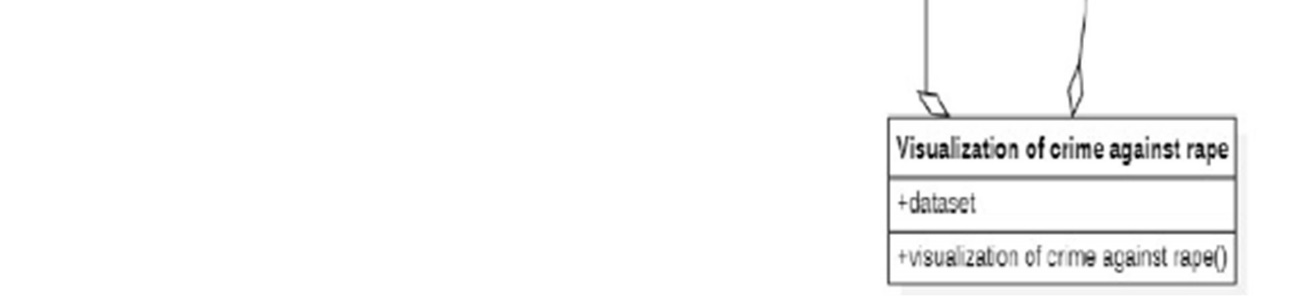 Visualization of crime against rape
+dataset
+visualization of crime against rape()